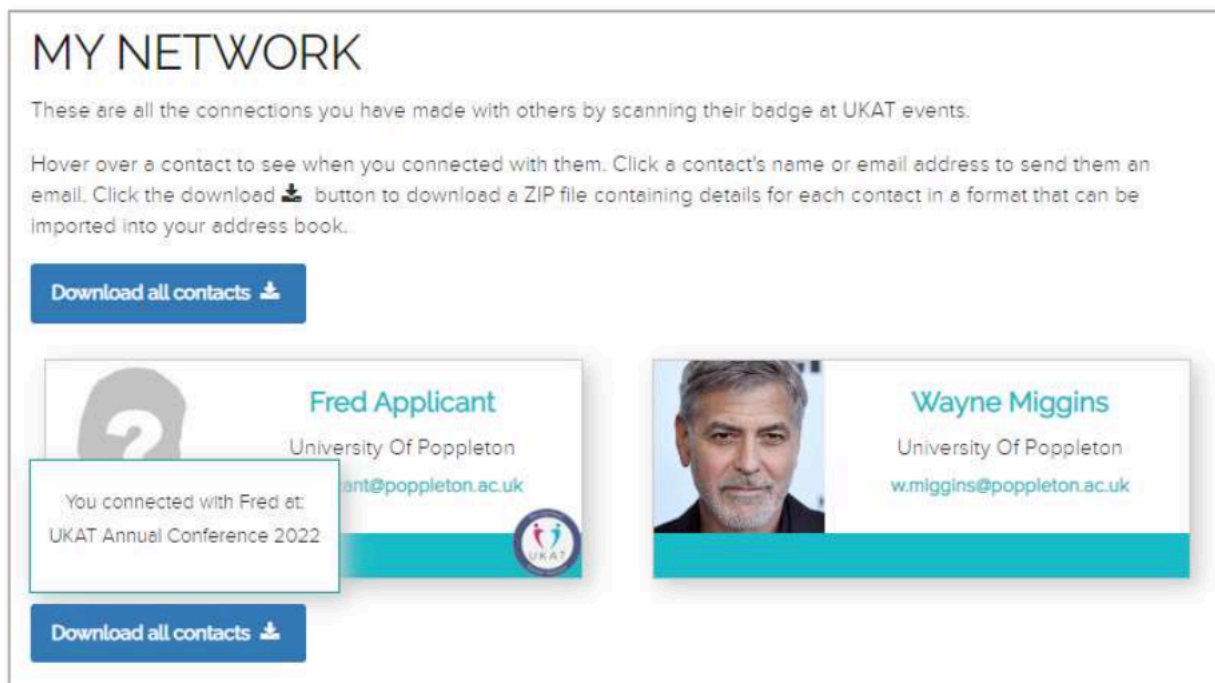 MY NETWORK
These are all the connections you have made with others by scanning their badge at UKAT events.
Hover over a contact to see when you connected with them. Click a contact's name or email address to send them an
email. Click the download button to download a ZIP file containing details for each contact in a format that can be
imported into your address book.
Download all contacts
?
Fred Applicant
University Of Poppleton
cant@poppleton.ac.uk
You connected with Fred at:
UKAT Annual Conference 2022
UKAT
Wayne Miggins
University Of Poppleton
w.miggins@poppleton.ac.uk
Download all contacts